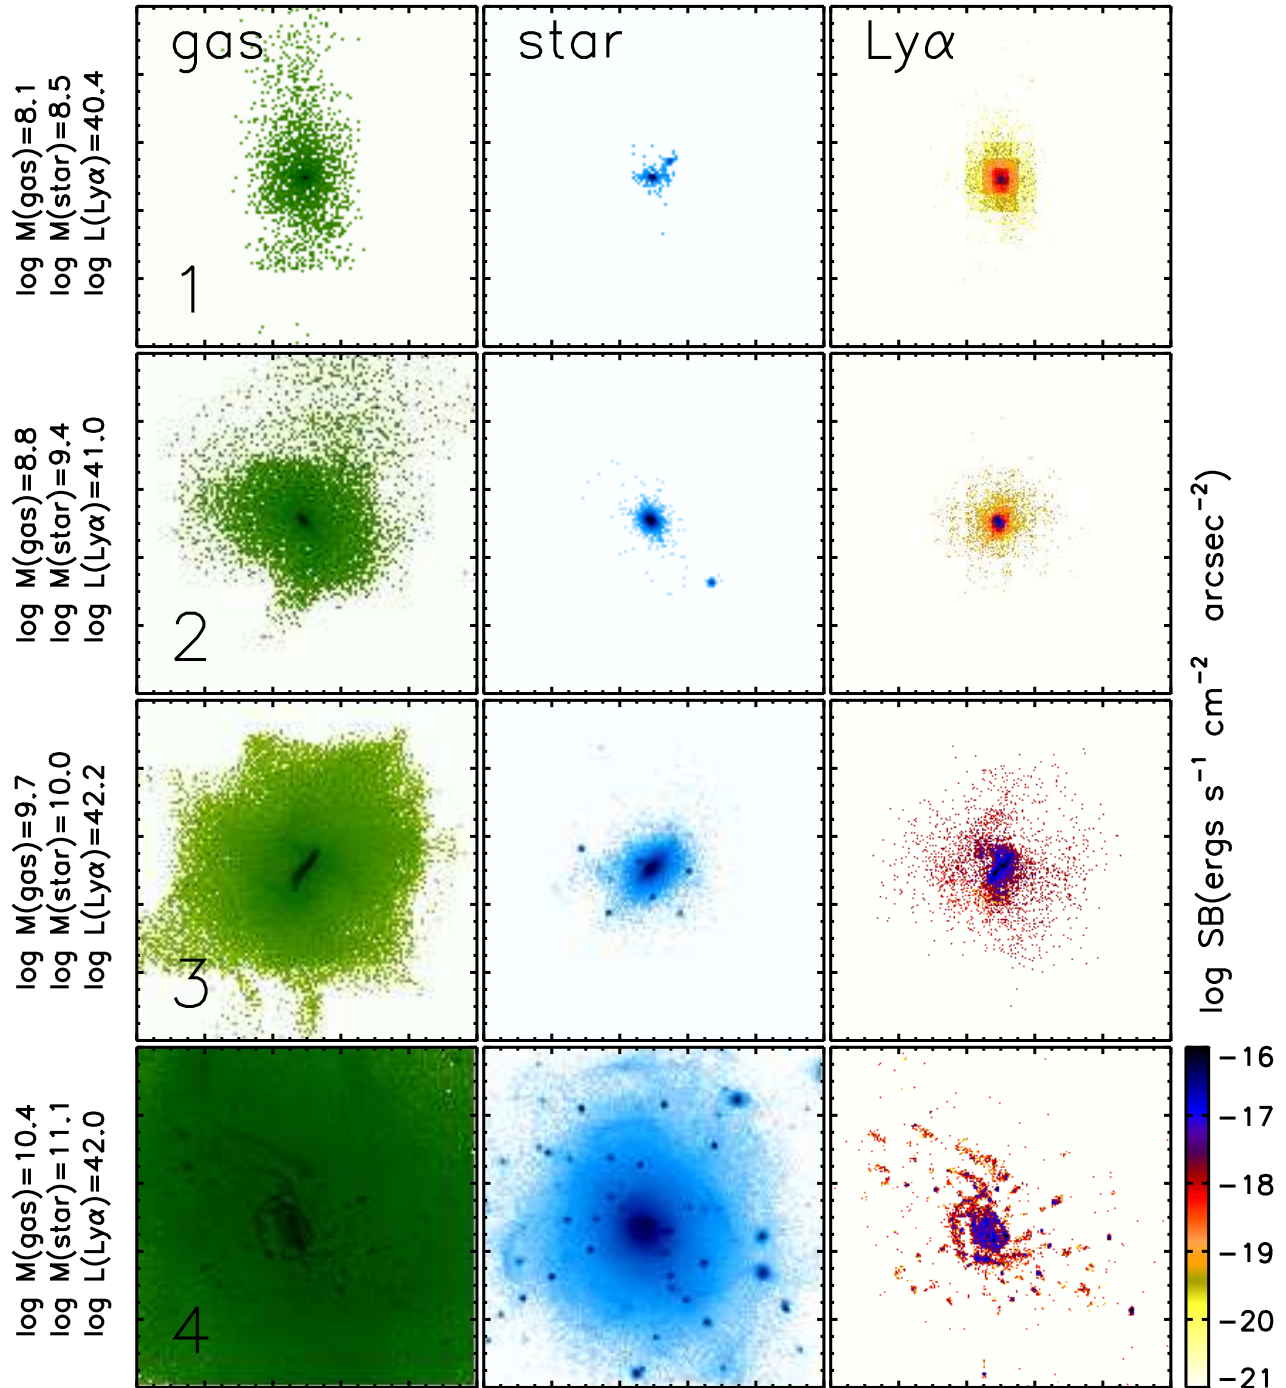 gas star Lyα
log M(gas)=8.1
log M(star)=8.5
log L(Lyα)=40.4
1
log M(gas)=8.8
log M(star)=9.4
log L(Lyα)=41.0
2
log M(gas)=9.7
log M(star)=10.0
log L(Lyα)=42.2
3
log M(gas)=10.4
log M(star)=11.1
log L(Lyα)=42.0
4
log SB(ergs s⁻¹ cm⁻² arcsec⁻²)
−16
−17
−18
−19
−20
−21